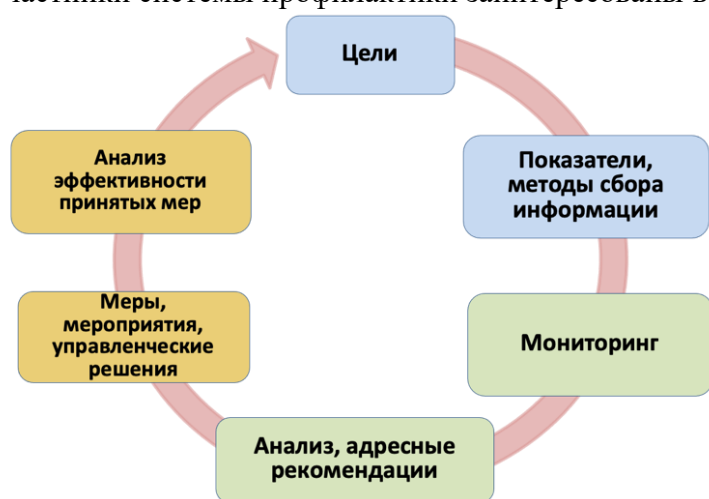 частники системы профилактики заинтересованы в
Цели
Показатели,
методы сбора
информации
Мониторинг
Анализ, адресные
рекомендации
Меры,
мероприятия,
управленческие
решения
Анализ
эффективности
принятых мер